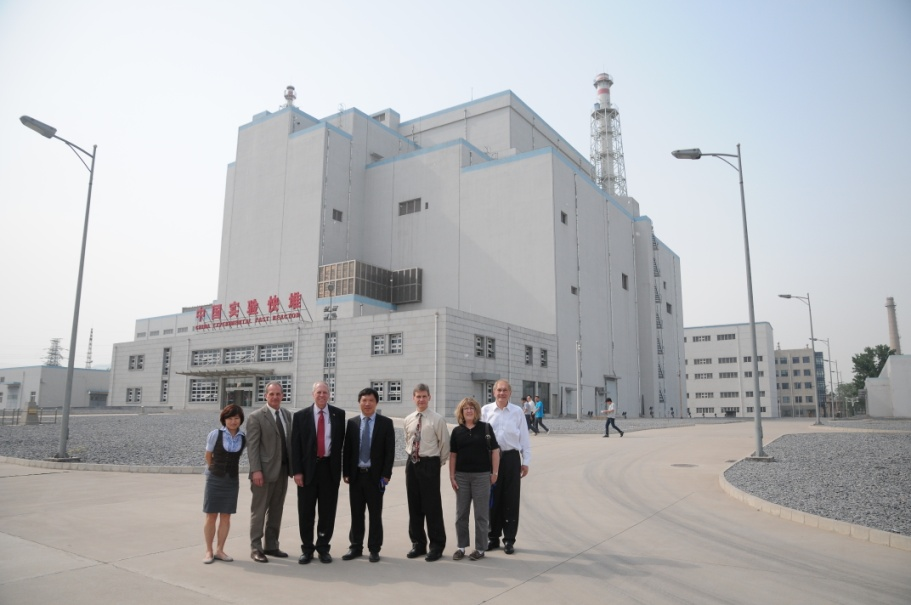 中国实验快堆
CHINA EXPERIMENTAL FAST REACTOR